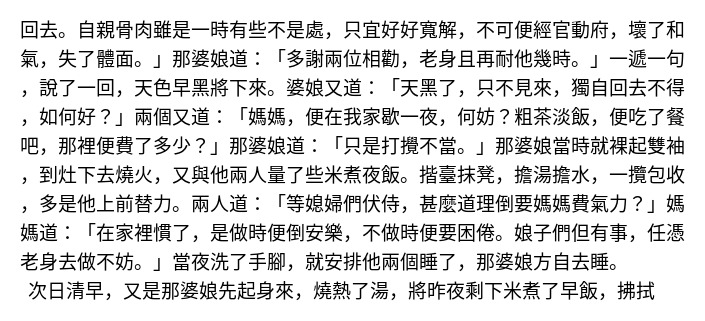 回去。自親骨肉雖是一時有些不是處，只宜好好寬解，不可便經官動府，壞了和
氣，失了體面。」那婆娘道：「多謝兩位相勸，老身且再耐他幾時。」一遞一句
，說了一回，天色早黑將下來。婆娘又道：「天黑了，只不見來，獨自回去不得
，如何好？」兩個又道：「媽媽，便在我家歇一夜，何妨？粗茶淡飯，便吃了餐
吧，那裡便費了多少？」那婆娘道：「只是打攪不當。」那婆娘當時就裸起雙袖
，到灶下去燒火，又與他兩人量了些米煮夜飯。揩臺抹凳，擔湯擔水，一攬包收
，多是他上前替力。兩人道：「等媳婦們伏侍，甚麼道理倒要媽媽費氣力？」媽
媽道：「在家裡慣了，是做時便倒安樂，不做時便要困倦。娘子們但有事，任憑
老身去做不妨。」當夜洗了手腳，就安排他兩個睡了，那婆娘方自去睡。
次日清早，又是那婆娘先起身來，燒熱了湯，將昨夜剩下米煮了早飯，拂拭